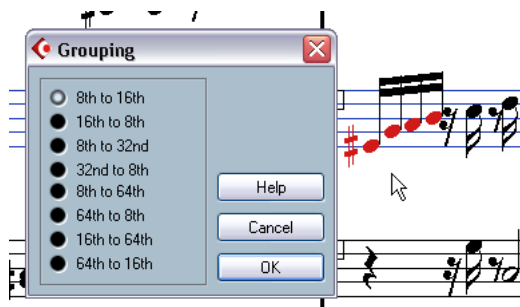 Grouping
8th to 16th
16th to 8th
8th to 32nd
32nd to 8th
8th to 64th
64th to 8th
16th to 64th
64th to 16th
Help
Cancel
OK